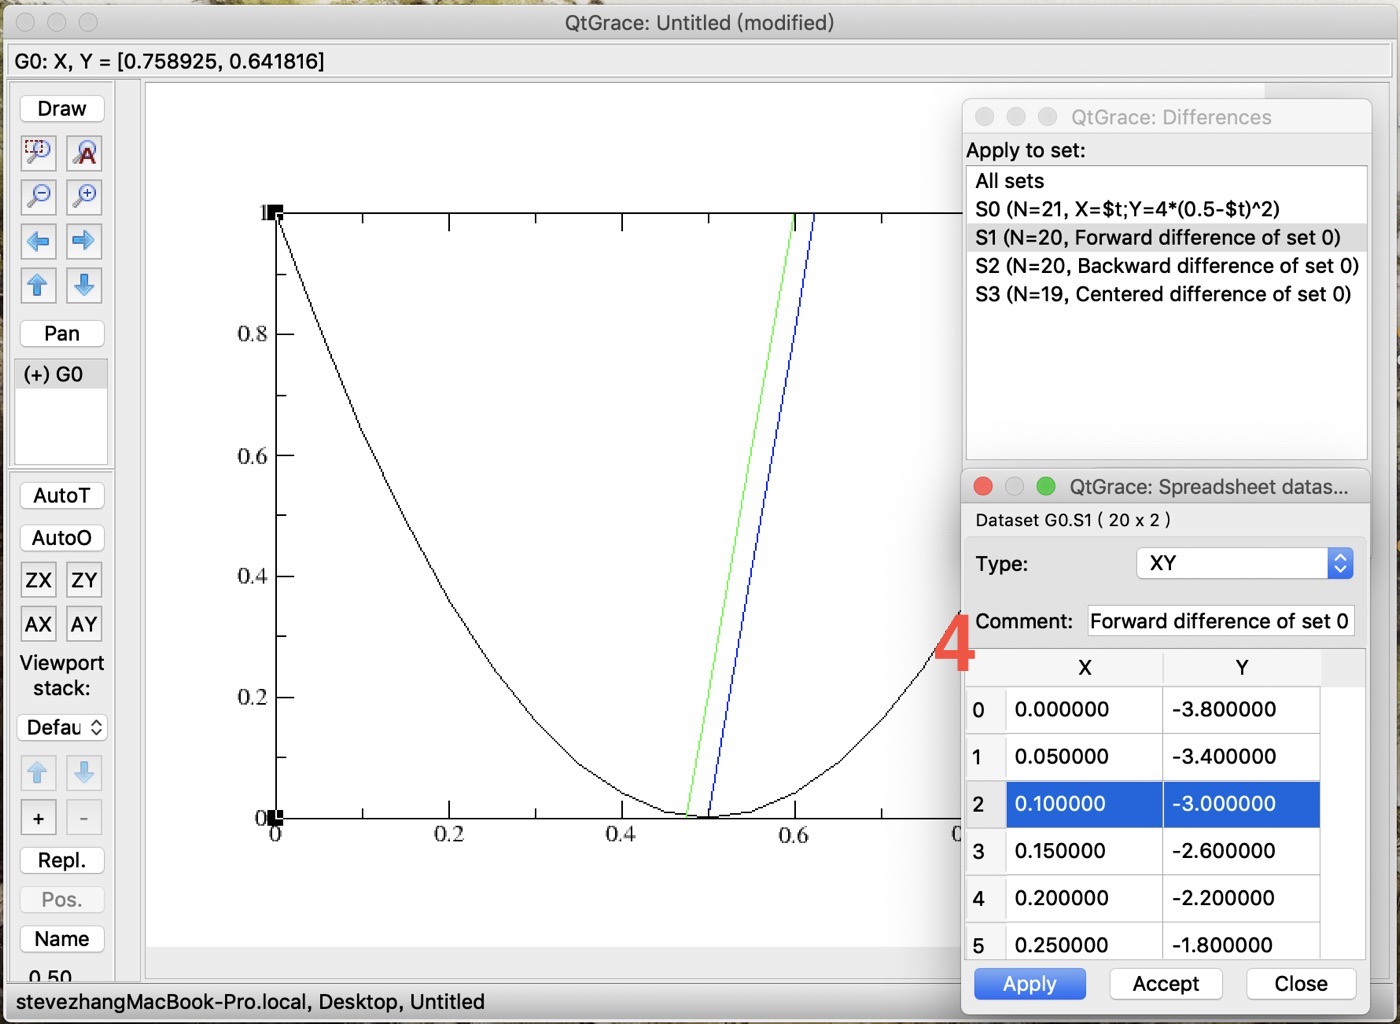 QtGrace: Untitled (modified)
G0: X, Y = [0.758925, 0.641816]
Draw
A
Pan
(+) G0
AutoT
AutoO
ZX ZY
AX AY
Viewport
stack:
Defau
+ -
Repl.
Pos.
Name
0.50
1
0.8
0.6
0.4
0.2
0
0 0.2 0.4 0.6 0
QtGrace: Differences
Apply to set:
All sets
S0 (N=21, X=$t;Y=4*(0.5-$t)^2)
S1 (N=20, Forward difference of set 0)
S2 (N=20, Backward difference of set 0)
S3 (N=19, Centered difference of set 0)
QtGrace: Spreadsheet datas...
Dataset G0.S1 ( 20 x 2 )
Type: XY
4
Comment: Forward difference of set 0
X Y
0 0.000000 -3.800000
1 0.050000 -3.400000
2 0.100000 -3.000000
3 0.150000 -2.600000
4 0.200000 -2.200000
5 0.250000 -1.800000
Apply Accept Close
stevezhangMacBook-Pro.local, Desktop, Untitled